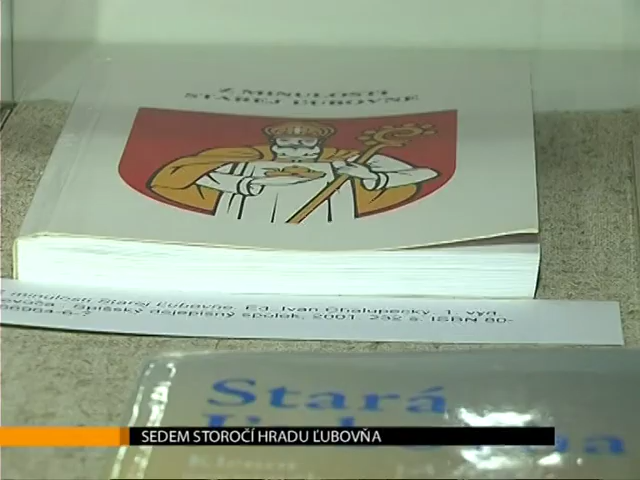 Z MINULOSTI
STAREJ ĽUBOVNE
minulosti Starej Ľubovne. Ed. Ivan Chalupecký. 1. vyd.
Spišský dejepisný spolok, 2001. 252 s. ISBN 80-
Stará
SEDEM STOROČÍ HRADU ĽUBOVŇA